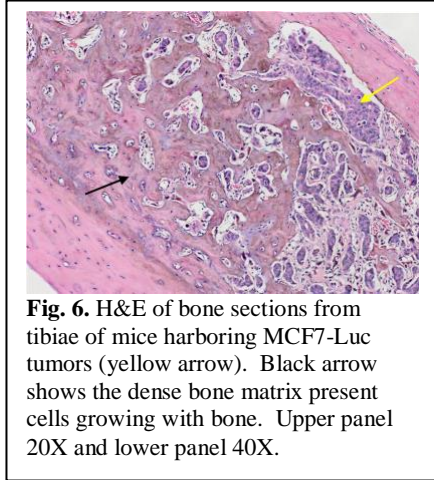 Fig. 6. H&E of bone sections from
tibiae of mice harboring MCF7-Luc
tumors (yellow arrow).  Black arrow
shows the dense bone matrix present
cells growing with bone.  Upper panel
20X and lower panel 40X.